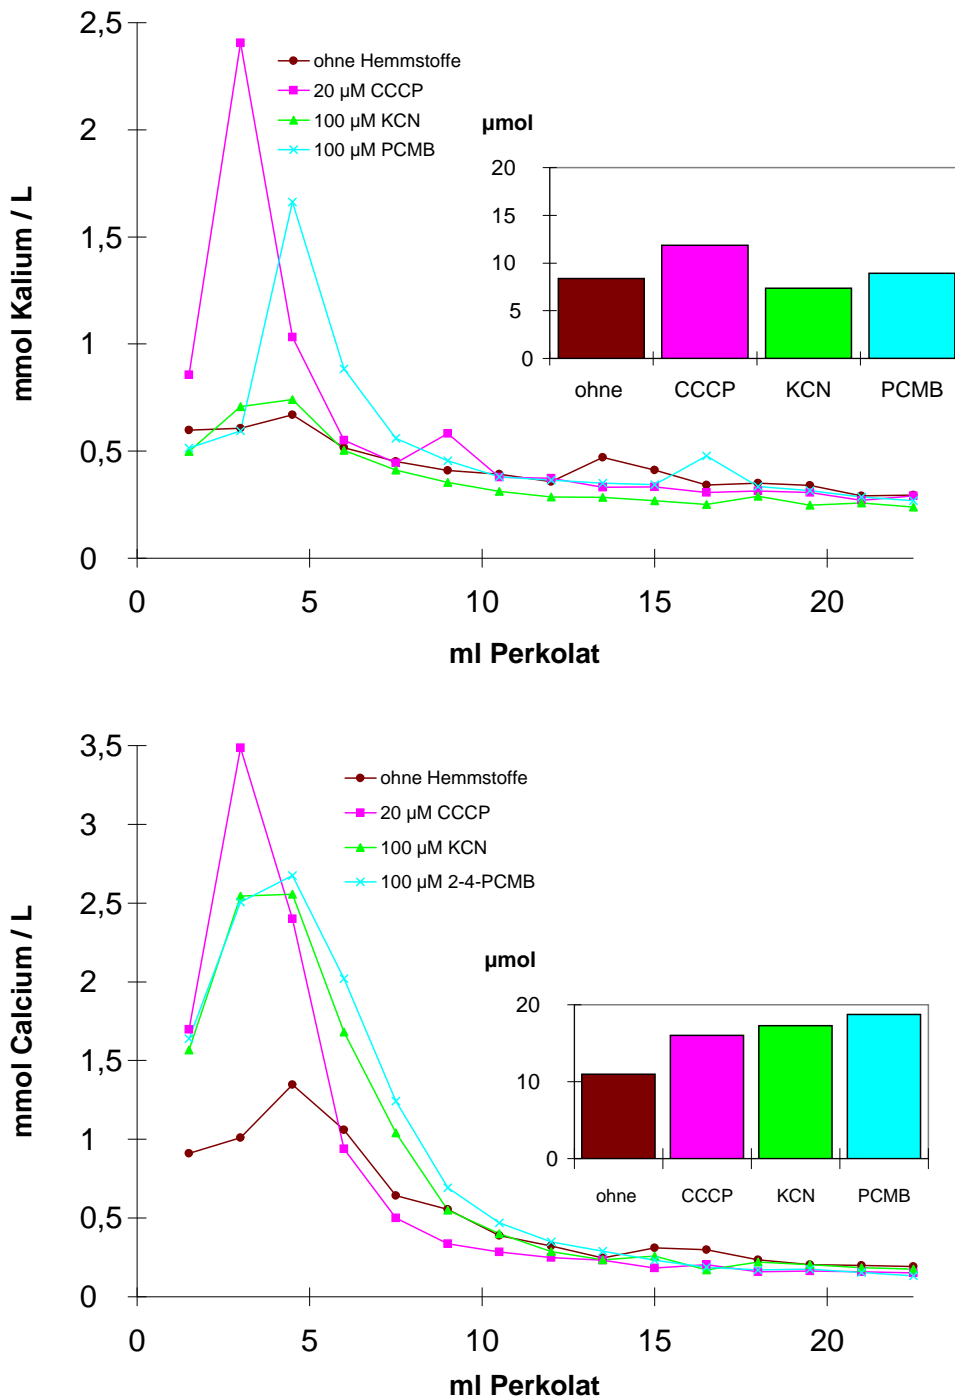 2,5
ohne Hemmstoffe
20 µM CCCP
100 µM KCN
100 µM PCMB
2
1,5
1
0,5
0
mmol Kalium / L
0 5 10 15 20
ml Perkolat
µmol
20
15
10
5
0
ohne CCCP KCN PCMB
3,5
3
2,5
2
1,5
1
0,5
0
mmol Calcium / L
ohne Hemmstoffe
20 µM CCCP
100 µM KCN
100 µM 2-4-PCMB
µmol
20
10
0
ohne CCCP KCN PCMB
0 5 10 15 20
ml Perkolat